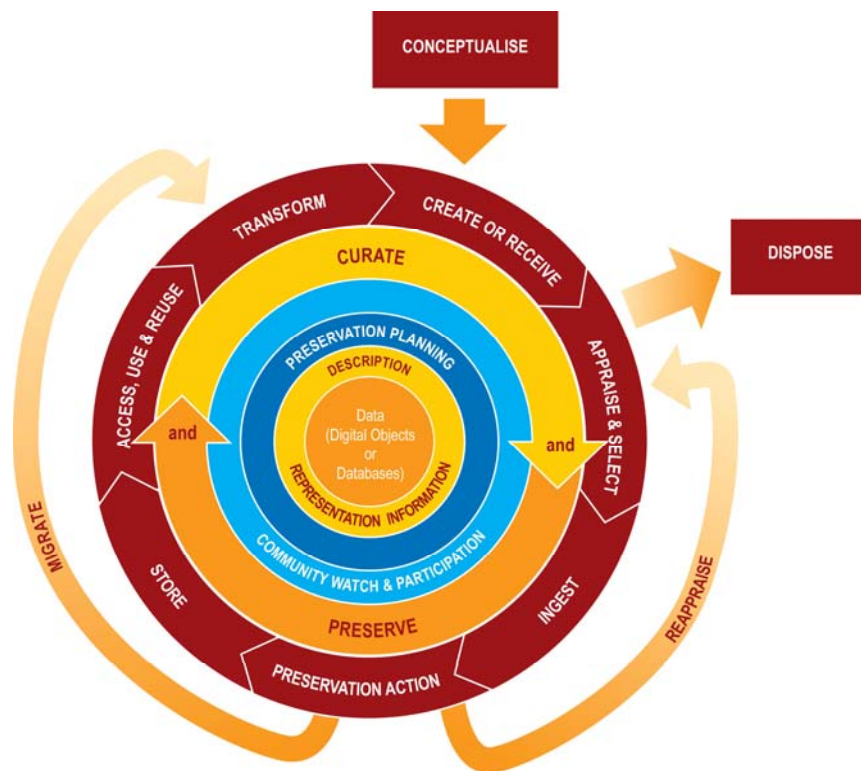 CONCEPTUALISE
TRANSFORM
CREATE OR RECEIVE
DISPOSE
CURATE
ACCESS, USE & REUSE
APPRAISE & SELECT
PRESERVATION PLANNING
DESCRIPTION
Data
(Digital Objects
or
Databases)
and
and
REPRESENTATION INFORMATION
COMMUNITY WATCH & PARTICIPATION
MIGRATE
STORE
INGEST
REAPPRAISE
PRESERVE
PRESERVATION ACTION